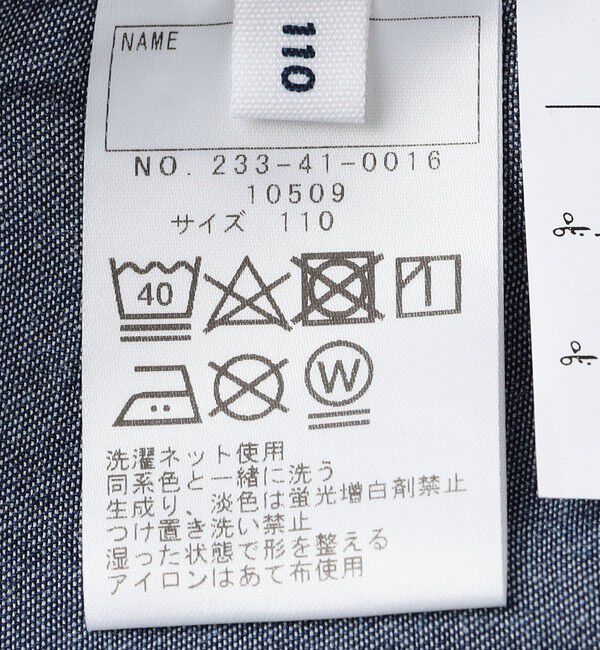 NAME
110
NO. 233-41-0016
10509
サイズ 110
40
W
洗濯ネット使用
同系色と一緒に洗う
生成り、淡色は蛍光増白剤禁止
つけ置き洗い禁止
湿った状態で形を整える
アイロンはあて布使用